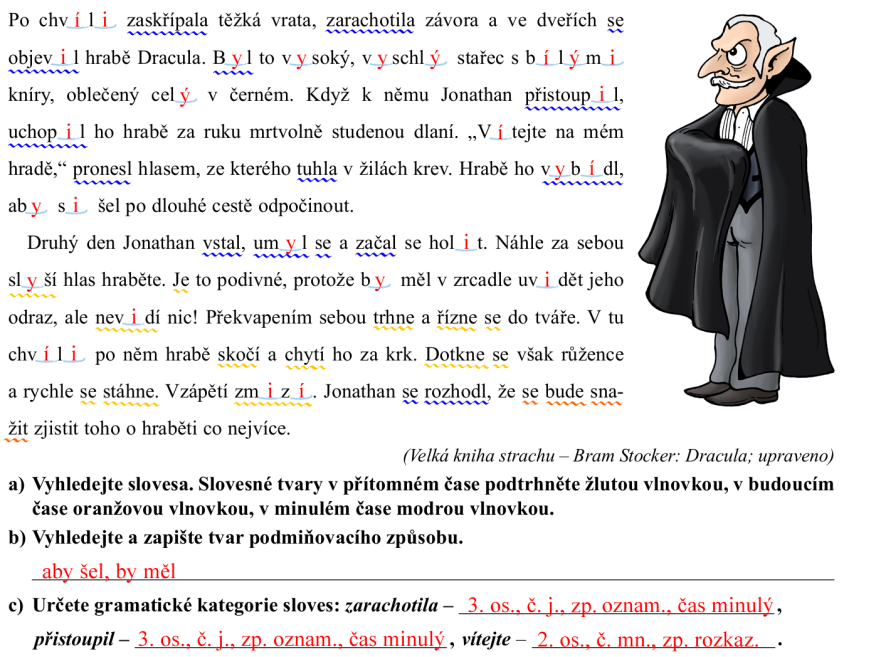 Po chvíli zaskřípala těžká vrata, zarachotila závora a ve dveřích se
objevil hrabě Dracula. Byl to vysoký, vyschlý stařec s bílými
kníry, oblečený celý v černém. Když k němu Jonathan přistoupil,
uchopil ho hrabě za ruku mrtvolně studenou dlaní. „Vítejte na mém
hradě,“ pronesl hlasem, ze kterého tuhla v žilách krev. Hrabě ho vybídl,
aby si šel po dlouhé cestě odpočinout.
Druhý den Jonathan vstal, umyl se a začal se holit. Náhle za sebou
slyší hlas hraběte. Je to podivné, protože by měl v zrcadle uvidět jeho
odraz, ale nevidí nic! Překvapením sebou trhne a řízne se do tváře. V tu
chvíli po něm hrabě skočí a chytí ho za krk. Dotkne se však růžence
a rychle se stáhne. Vzápětí zmizí. Jonathan se rozhodl, že se bude sna-
žit zjistit toho o hraběti co nejvíce.
(Velká kniha strachu – Bram Stocker: Dracula; upraveno)
a) Vyhledejte slovesa. Slovesné tvary v přítomném čase podtrhněte žlutou vlnovkou, v budoucím
čase oranžovou vlnovkou, v minulém čase modrou vlnovkou.
b) Vyhledejte a zapište tvar podmiňovacího způsobu.
aby šel, by měl
c) Určete gramatické kategorie sloves: zarachotila – 3. os., č. j., zp. oznam., čas minulý,
přistoupil – 3. os., č. j., zp. oznam., čas minulý, vítejte – 2. os., č. mn., zp. rozkaz. .